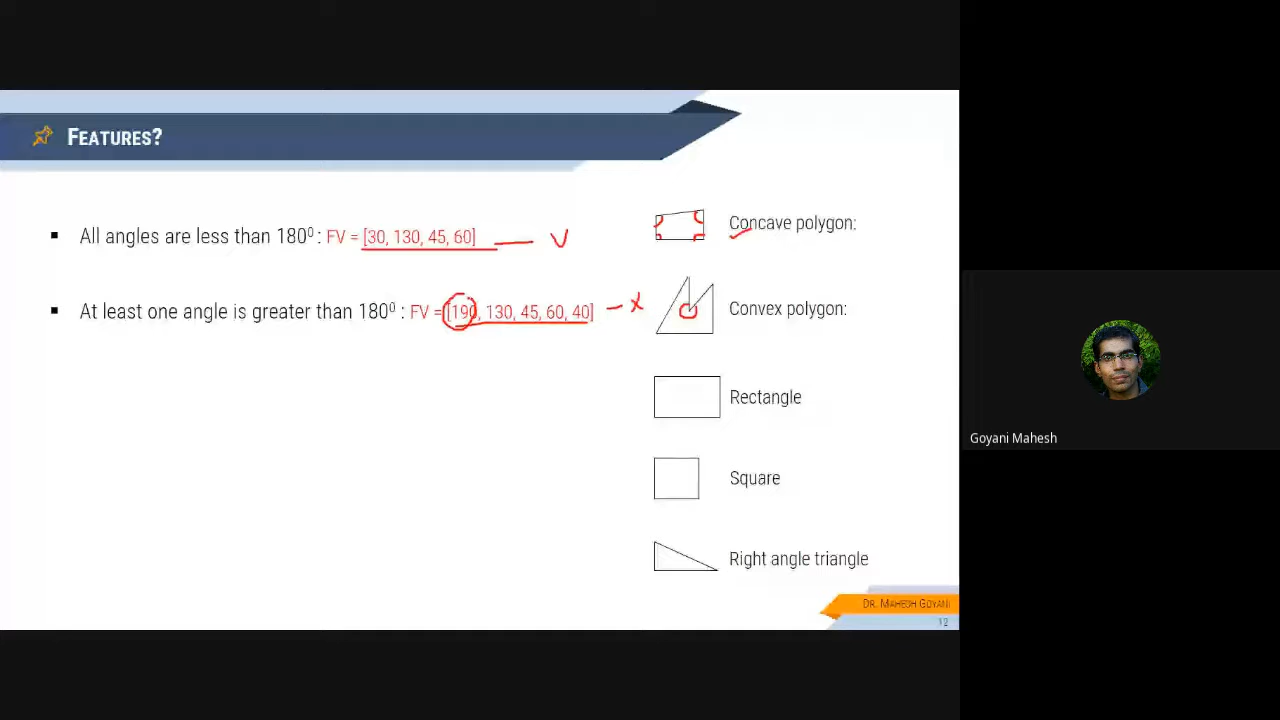 FEATURES?
▪ All angles are less than 180⁰ : FV = [30, 130, 45, 60] — v
Concave polygon:
▪ At least one angle is greater than 180⁰ : FV = [190, 130, 45, 60, 40] – x
Convex polygon:
Rectangle
Square
Right angle triangle
DR. MAHESH GOYANI
12
Goyani Mahesh